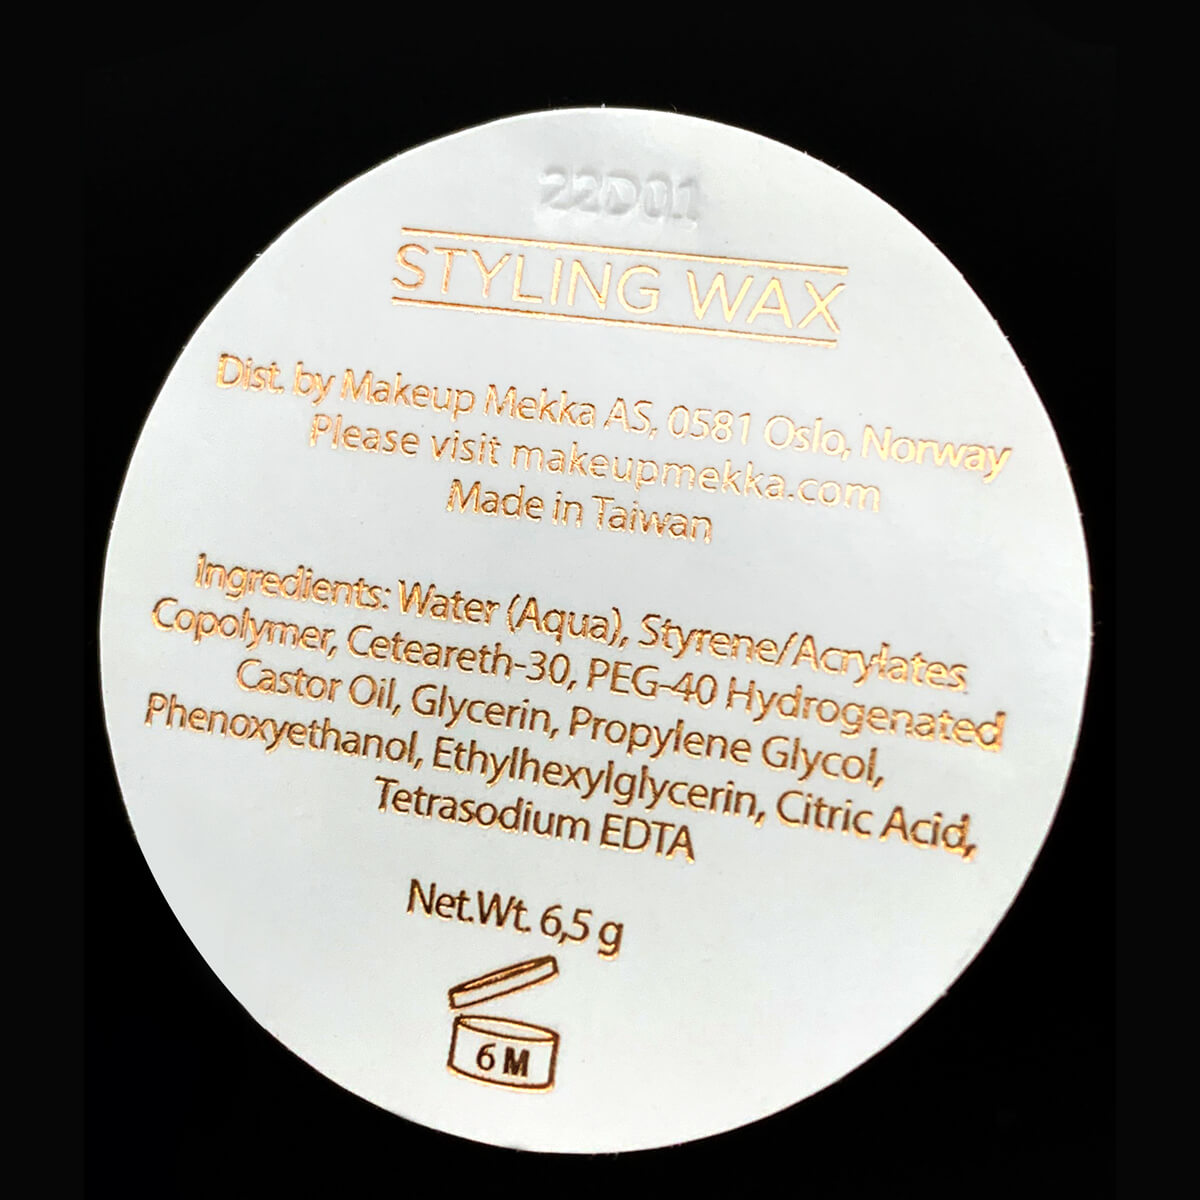 22D01
STYLING WAX
Dist. by Makeup Mekka AS, 0581 Oslo, Norway
Please visit makeupmekka.com
Made in Taiwan
Ingredients: Water (Aqua), Styrene/Acrylates
Copolymer, Ceteareth-30, PEG-40 Hydrogenated
Castor Oil, Glycerin, Propylene Glycol,
Phenoxyethanol, Ethylhexylglycerin, Citric Acid,
Tetrasodium EDTA
Net.Wt. 6,5 g
6 M